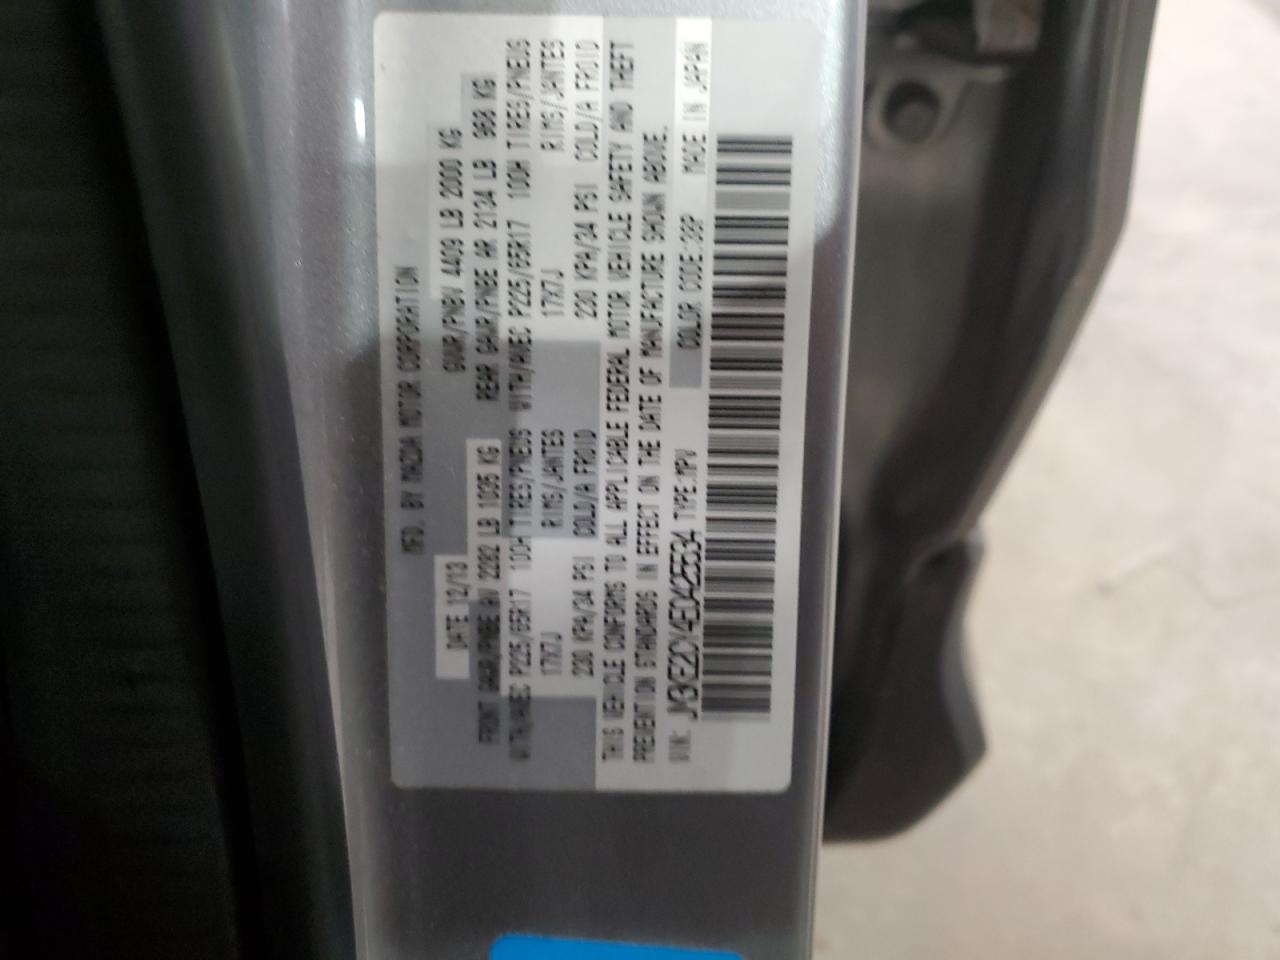 MFD. BY MAZDA MOTOR CORPORATION
DATE 12/13 GVWR/PNBV 4409 LB 2000 KG
FRONT GAWR/PNBE AV 2282 LB 1035 KG REAR GAWR/PNBE AR 2134 LB 968 KG
WITH/AVEC P225/65R17 100H TIRES/PNEUS WITH/AVEC P225/65R17 100H TIRES/PNEUS
17X7J RIMS/JANTES 17X7J RIMS/JANTES
230 KPA/34 PSI COLD/A FROID 230 KPA/34 PSI COLD/A FROID
THIS VEHICLE CONFORMS TO ALL APPLICABLE FEDERAL MOTOR VEHICLE SAFETY AND THEFT
PREVENTION STANDARDS IN EFFECT ON THE DATE OF MANUFACTURE SHOWN ABOVE.
VIN: TYPE:MPV COLOR CODE:38P MADE IN JAPAN